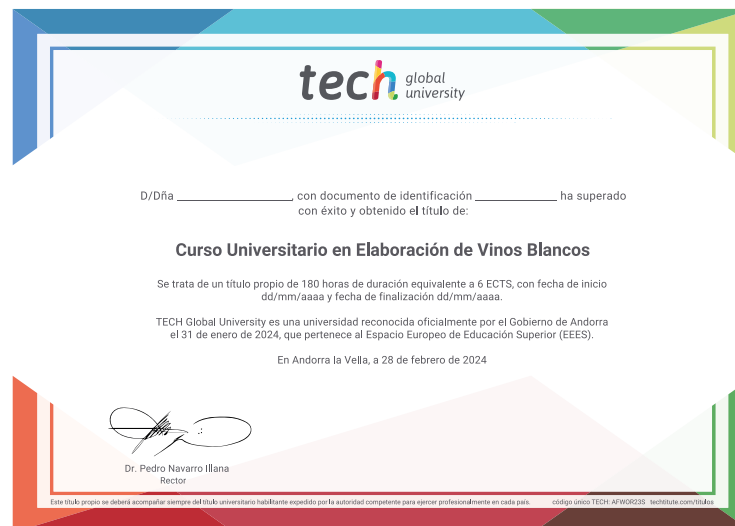 tech global university
D/Dña ____________________, con documento de identificación ______________ ha superado
con éxito y obtenido el título de:
Curso Universitario en Elaboración de Vinos Blancos
Se trata de un título propio de 180 horas de duración equivalente a 6 ECTS, con fecha de inicio
dd/mm/aaaa y fecha de finalización dd/mm/aaaa.
TECH Global University es una universidad reconocida oficialmente por el Gobierno de Andorra
el 31 de enero de 2024, que pertenece al Espacio Europeo de Educación Superior (EEES).
En Andorra la Vella, a 28 de febrero de 2024
Dr. Pedro Navarro Illana
Rector
Este título propio se deberá acompañar siempre del título universitario habilitante expedido por la autoridad competente para ejercer profesionalmente en cada país. código único TECH: AFWOR23S techtitute.com/titulos